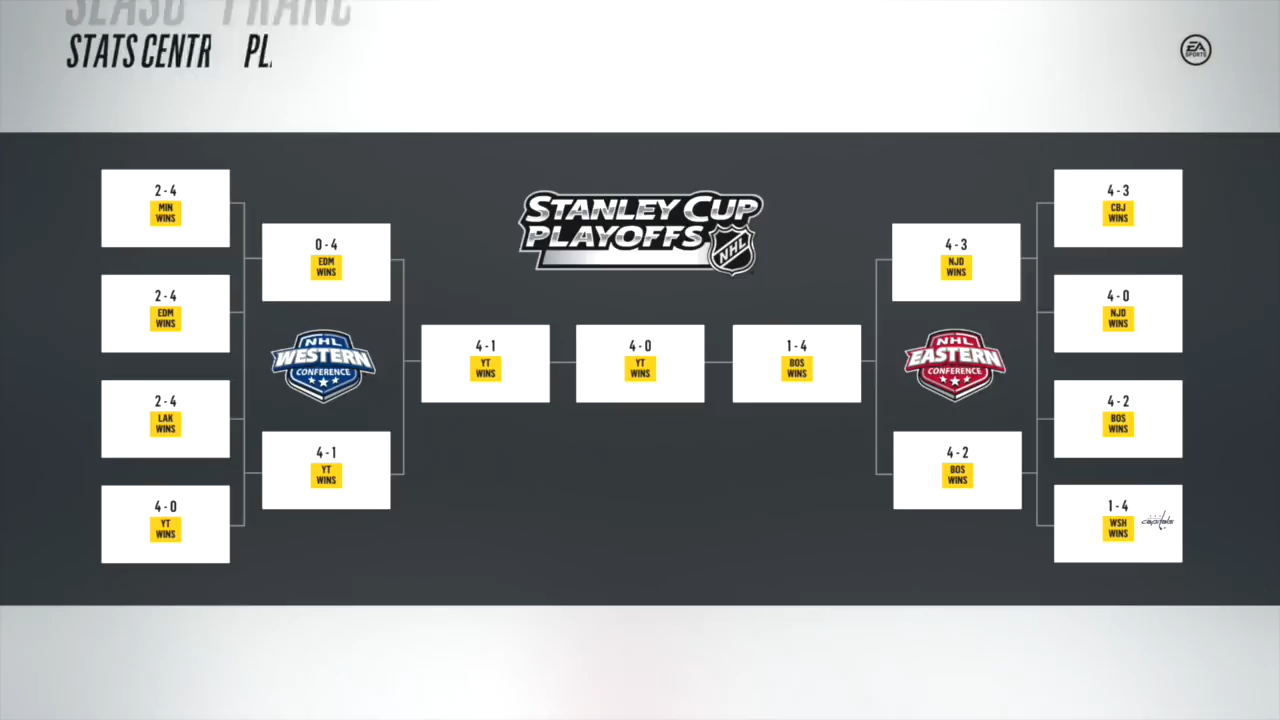 STATS CENTR PL
EA
SPORTS
STANLEY CUP
PLAYOFFS
NHL
2 - 4
MIN
WINS
2 - 4
EDM
WINS
2 - 4
LAK
WINS
4 - 0
YT
WINS
0 - 4
EDM
WINS
NHL
WESTERN
CONFERENCE
4 - 1
YT
WINS
4 - 1
YT
WINS
4 - 0
YT
WINS
1 - 4
BOS
WINS
4 - 3
NJD
WINS
NHL
EASTERN
CONFERENCE
4 - 2
BOS
WINS
4 - 3
CBJ
WINS
4 - 0
NJD
WINS
4 - 2
BOS
WINS
1 - 4
WSH
WINS
capitals